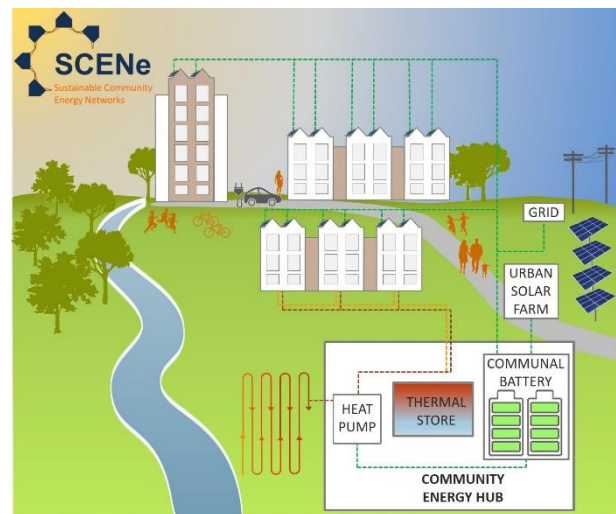 SCENe
Sustainable Community
Energy Networks
GRID
URBAN
SOLAR
FARM
COMMUNAL
BATTERY
HEAT
PUMP
THERMAL
STORE
COMMUNITY
ENERGY HUB